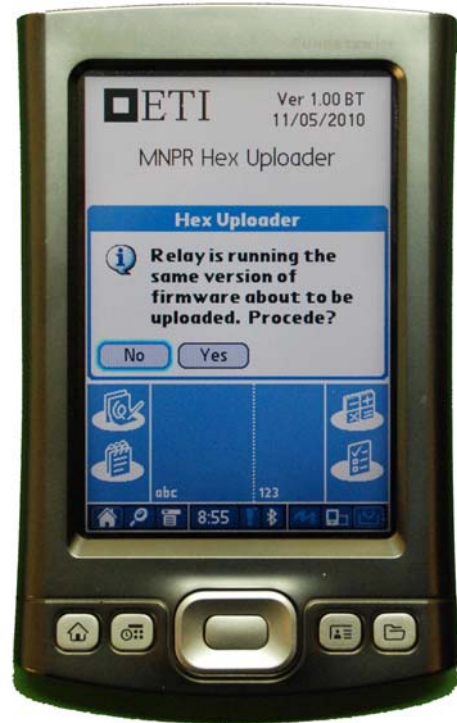 ETI
Ver 1.00 BT
11/05/2010
MNPR Hex Uploader
Hex Uploader
Relay is running the
same version of
firmware about to be
uploaded. Procede?
No Yes
abc 123
8:55